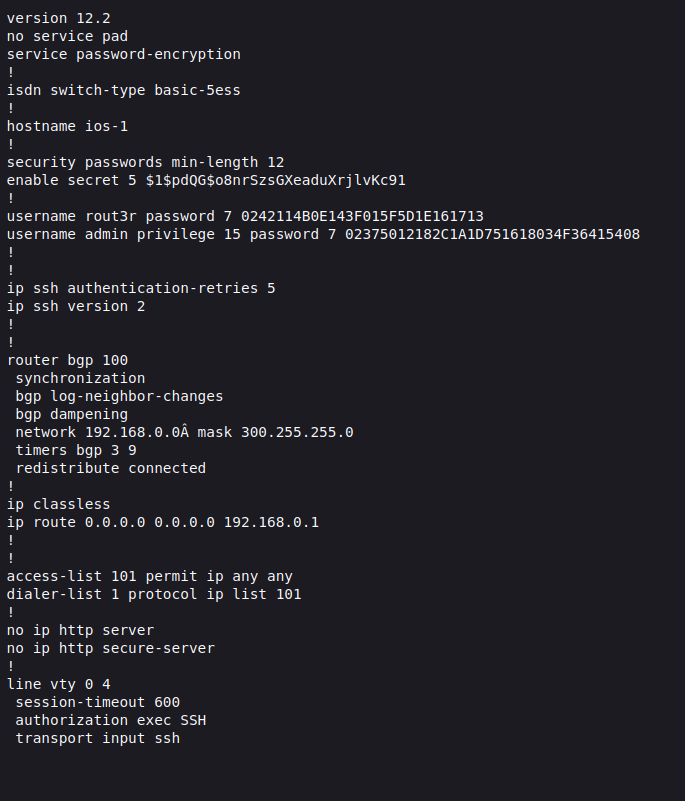 version 12.2
no service pad
service password-encryption
!
isdn switch-type basic-5ess
!
hostname ios-1
!
security passwords min-length 12
enable secret 5 $1$pdQG$o8nrSzsGXeaduXrjlvKc91
!
username rout3r password 7 0242114B0E143F015F5D1E161713
username admin privilege 15 password 7 02375012182C1A1D751618034F36415408
!
!
ip ssh authentication-retries 5
ip ssh version 2
!
!
router bgp 100
 synchronization
 bgp log-neighbor-changes
 bgp dampening
 network 192.168.0.0Â mask 300.255.255.0
 timers bgp 3 9
 redistribute connected
!
ip classless
ip route 0.0.0.0 0.0.0.0 192.168.0.1
!
!
access-list 101 permit ip any any
dialer-list 1 protocol ip list 101
!
no ip http server
no ip http secure-server
!
line vty 0 4
 session-timeout 600
 authorization exec SSH
 transport input ssh